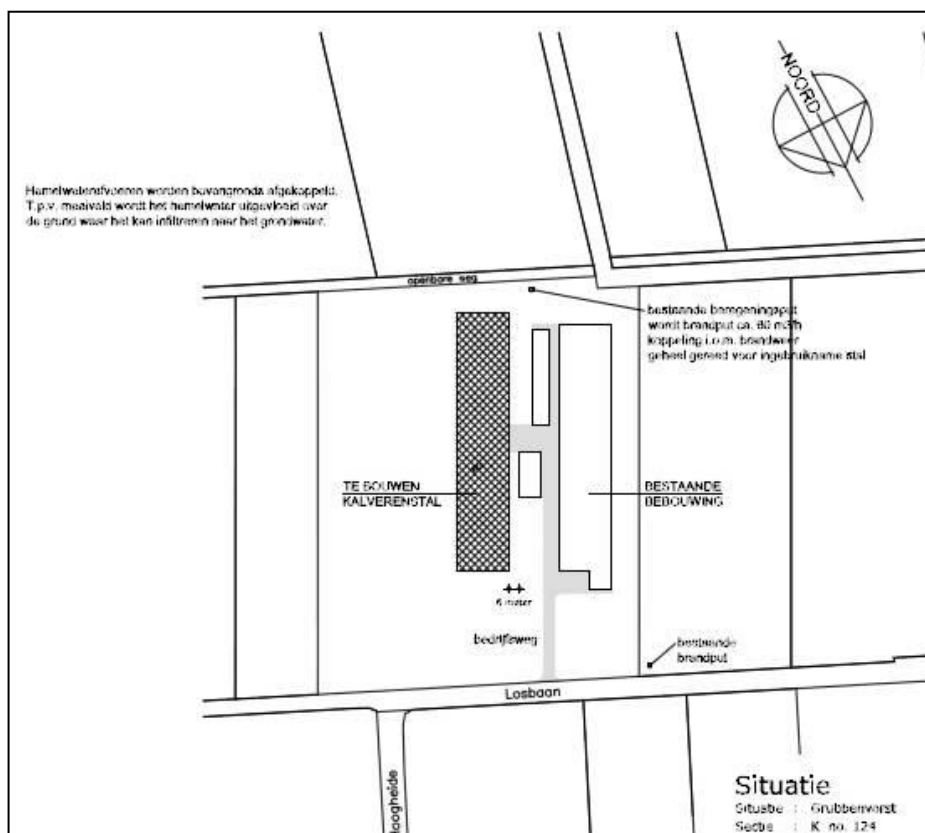 NOORD
Hemelwaterafvoeren worden bovengronds afgekoppeld.
T.p.v. maaiveld wordt het hemelwater uitgevloeid over
de grond waar het kan infiltreren naar het grondwater.
openbare weg
bestaande beregeningsput
wordt brandput ca. 60 m3/h
koppeling i.o.m. brandweer
geheel gereed voor ingebruikname stal
TE BOUWEN
KALVERENSTAL
BESTAANDE
BEBOUWING
6 meter
bedrijfsweg
bestaande
brandput
Losbaan
Hoogheide
Situatie
Situatie : Grubbenvorst
Sectie : K no. 124